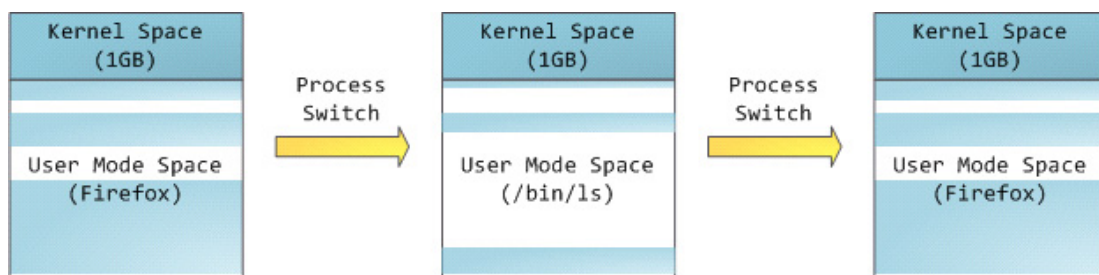 Kernel Space
(1GB)
User Mode Space
(Firefox)
Process
Switch
Kernel Space
(1GB)
User Mode Space
(/bin/ls)
Process
Switch
Kernel Space
(1GB)
User Mode Space
(Firefox)